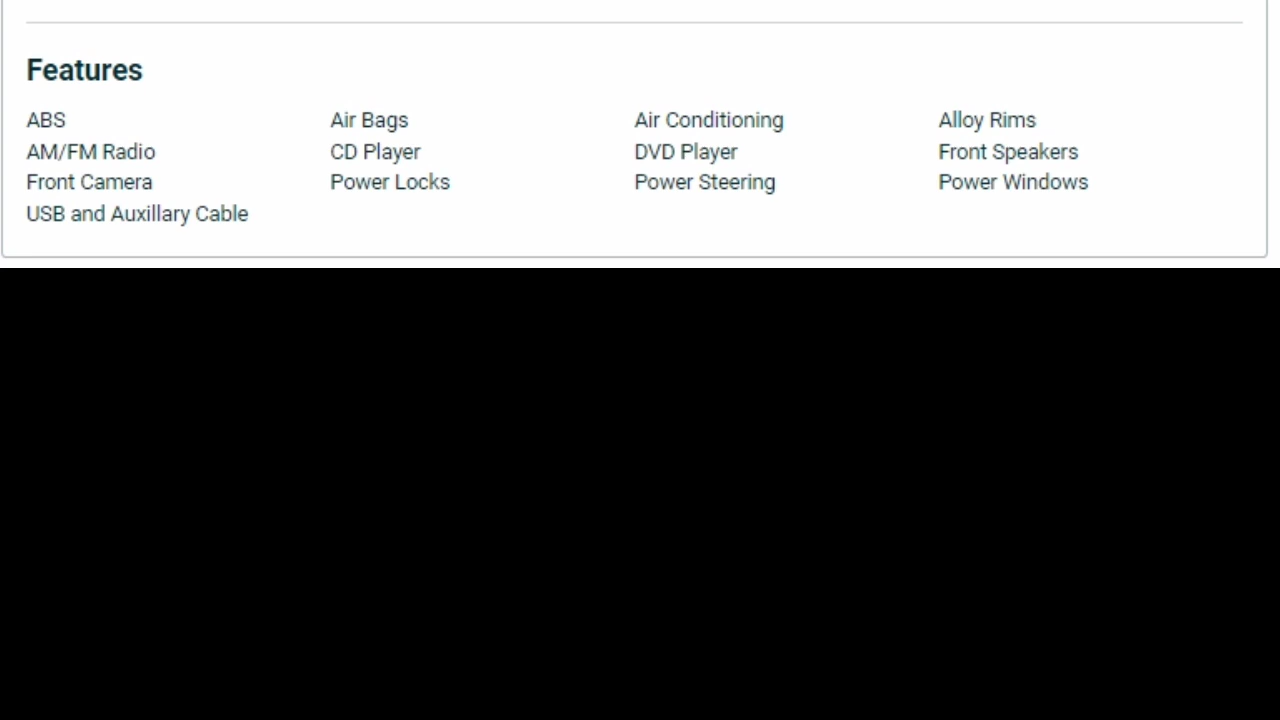 Features
ABS Air Bags Air Conditioning Alloy Rims
AM/FM Radio CD Player DVD Player Front Speakers
Front Camera Power Locks Power Steering Power Windows
USB and Auxillary Cable